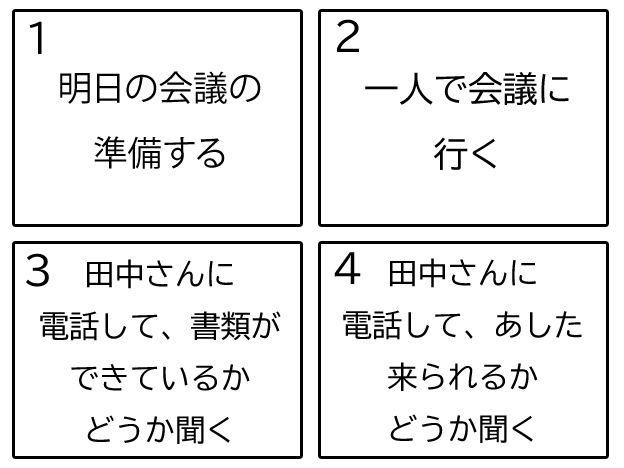 1
明日の会議の
準備する
2
一人で会議に
行く
3 田中さんに
電話して、書類が
できているか
どうか聞く
4 田中さんに
電話して、あした
来られるか
どうか聞く